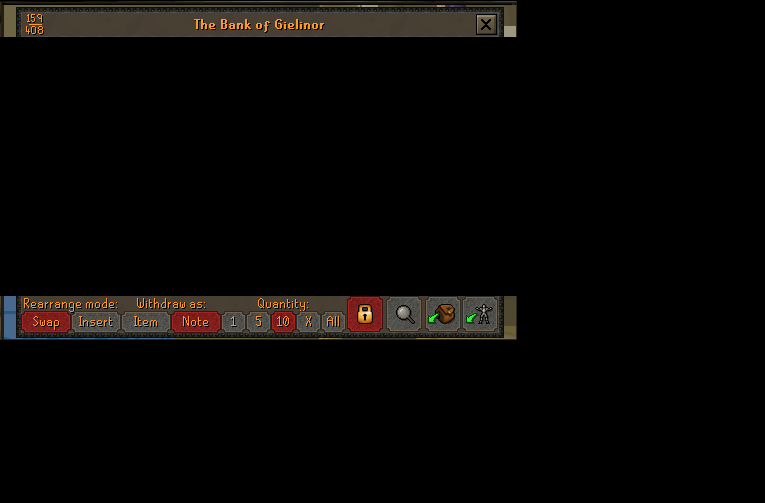 159
408
The Bank of Gielinor
Rearrange mode: Withdraw as: Quantity:
Swap Insert Item Note 1 5 10 X All